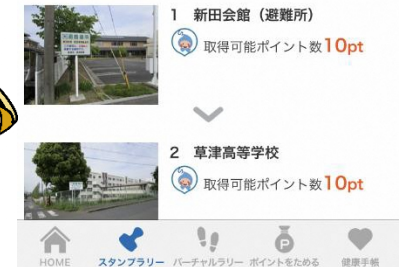 1 新田会館（避難所）
取得可能ポイント数10pt
2 草津高等学校
取得可能ポイント数10pt
HOME
スタンプラリー
バーチャルラリー
ポイントをためる
健康手帳